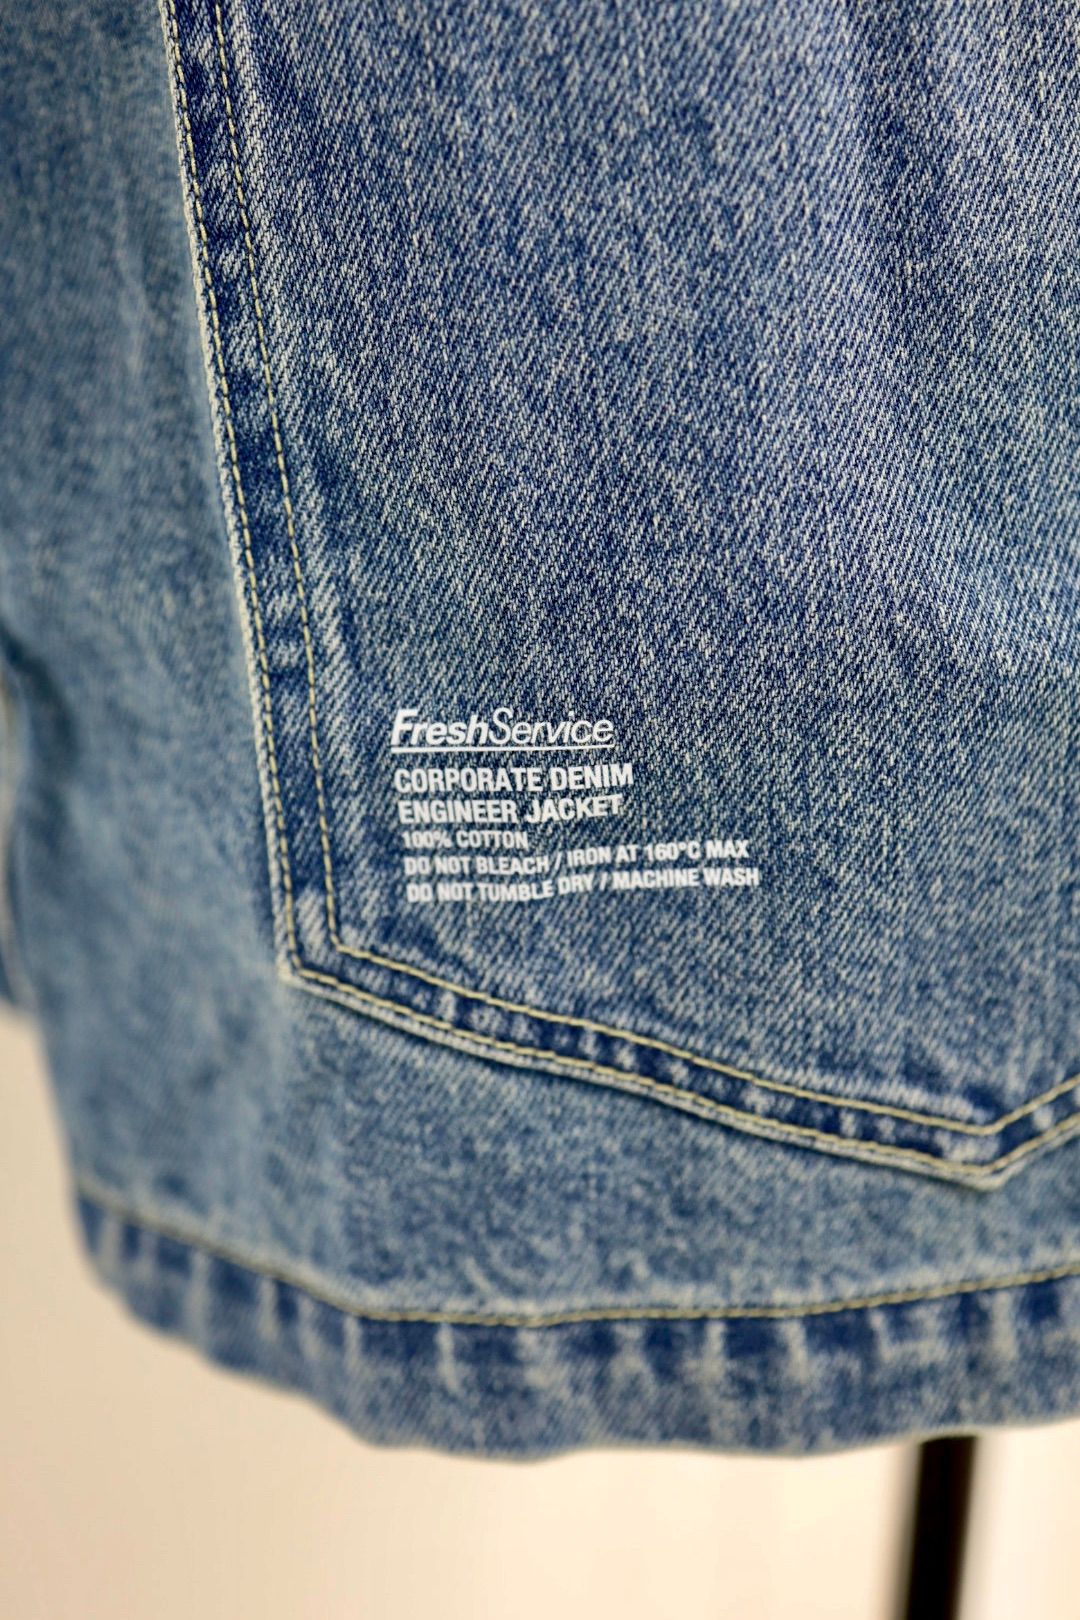 FreshService
CORPORATE DENIM
ENGINEER JACKET
100% COTTON
DO NOT BLEACH / IRON AT 160°C MAX
DO NOT TUMBLE DRY / MACHINE WASH